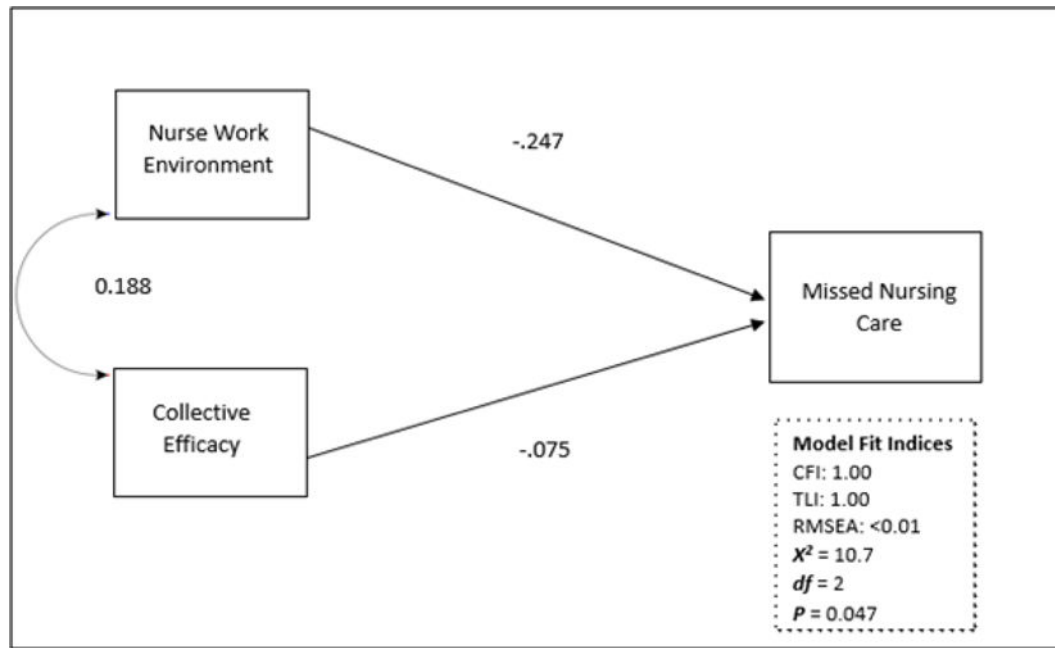 Nurse Work
Environment
-.247
0.188
Missed Nursing
Care
Collective
Efficacy
-.075
Model Fit Indices
CFI: 1.00
TLI: 1.00
RMSEA: <0.01
X² = 10.7
df = 2
P = 0.047